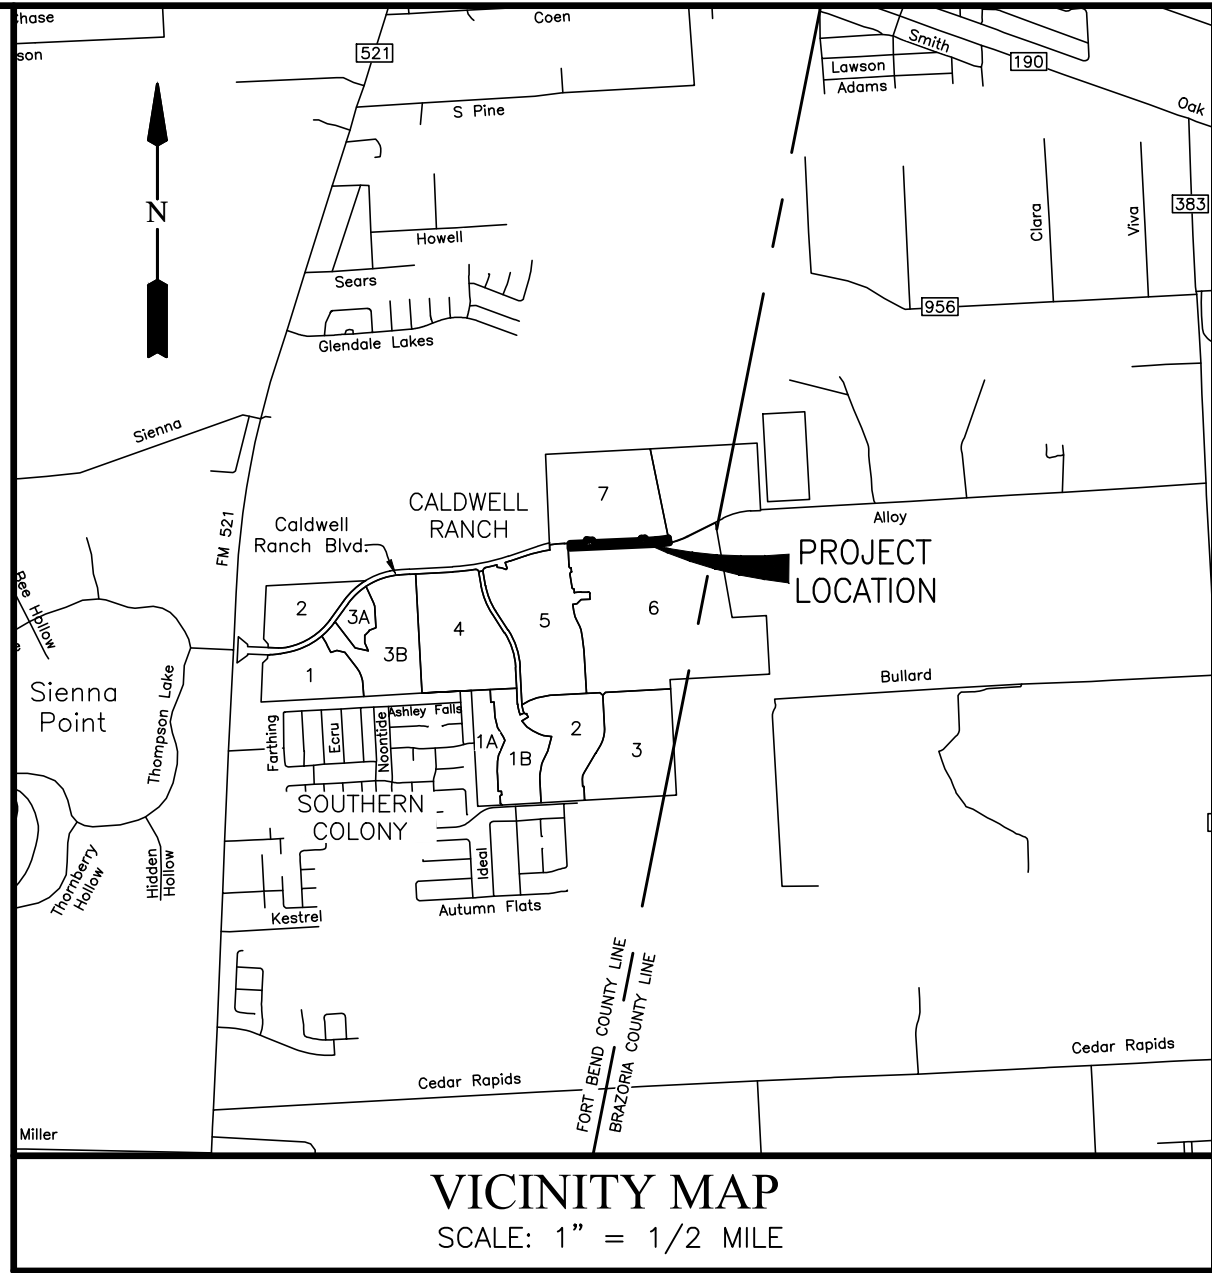 Chase
son
Coen
521
Smith
190
Lawson
Adams
Oak
S Pine
N
383
Clara
Viva
Howell
Sears
956
Glendale Lakes
Sienna
CALDWELL
RANCH
7
FM 521
Caldwell
Ranch Blvd.
Alloy
PROJECT
LOCATION
Bee Hollow
2
3A
3B
4
5
6
1
Sienna
Point
Thompson Lake
Bullard
Farthing
Ecru
Noontide
Ashley Falls
1A
1B
2
3
SOUTHERN
COLONY
Thornberry
Hollow
Hidden
Hollow
Ideal
Kestrel
Autumn Flats
FORT BEND COUNTY LINE
BRAZORIA COUNTY LINE
Cedar Rapids
Cedar Rapids
Miller
VICINITY MAP
SCALE: 1" = 1/2 MILE